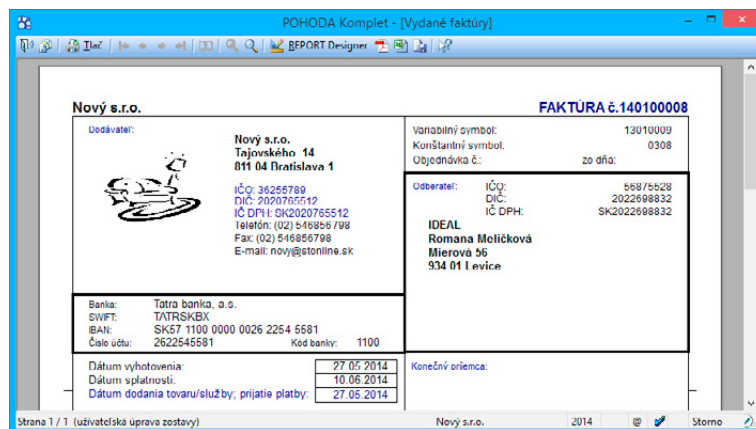 POHODA Komplet - [Vydané faktúry]
Tlač
REPORT Designer
Nový s.r.o.
FAKTÚRA č.140100008
Dodávateľ:
Nový s.r.o.
Tajovského 14
811 04 Bratislava 1
IČO: 36255789
DIČ: 2020765512
IČ DPH: SK2020765512
Telefón: (02) 546856798
Fax: (02) 546856798
E-mail: novy@stonline.sk
Variabilný symbol: 13010009
Konštantný symbol: 0308
Objednávka č.: zo dňa:
Odberateľ: IČO: 56875528
DIČ: 2022698832
IČ DPH: SK2022698832
IDEAL
Romana Meličková
Mierová 56
934 01 Levice
Banka: Tatra banka, a.s.
SWIFT: TATRSKBX
IBAN: SK57 1100 0000 0026 2254 5581
Číslo účtu: 2622545581 Kód banky: 1100
Dátum vyhotovenia: 27.05.2014
Dátum splatnosti: 10.06.2014
Dátum dodania tovaru/služby; prijatie platby: 27.05.2014
Konečný príemca:
Strana 1 / 1 (užívateľská úprava zostavy) Nový s.r.o. 2014 @ Storno